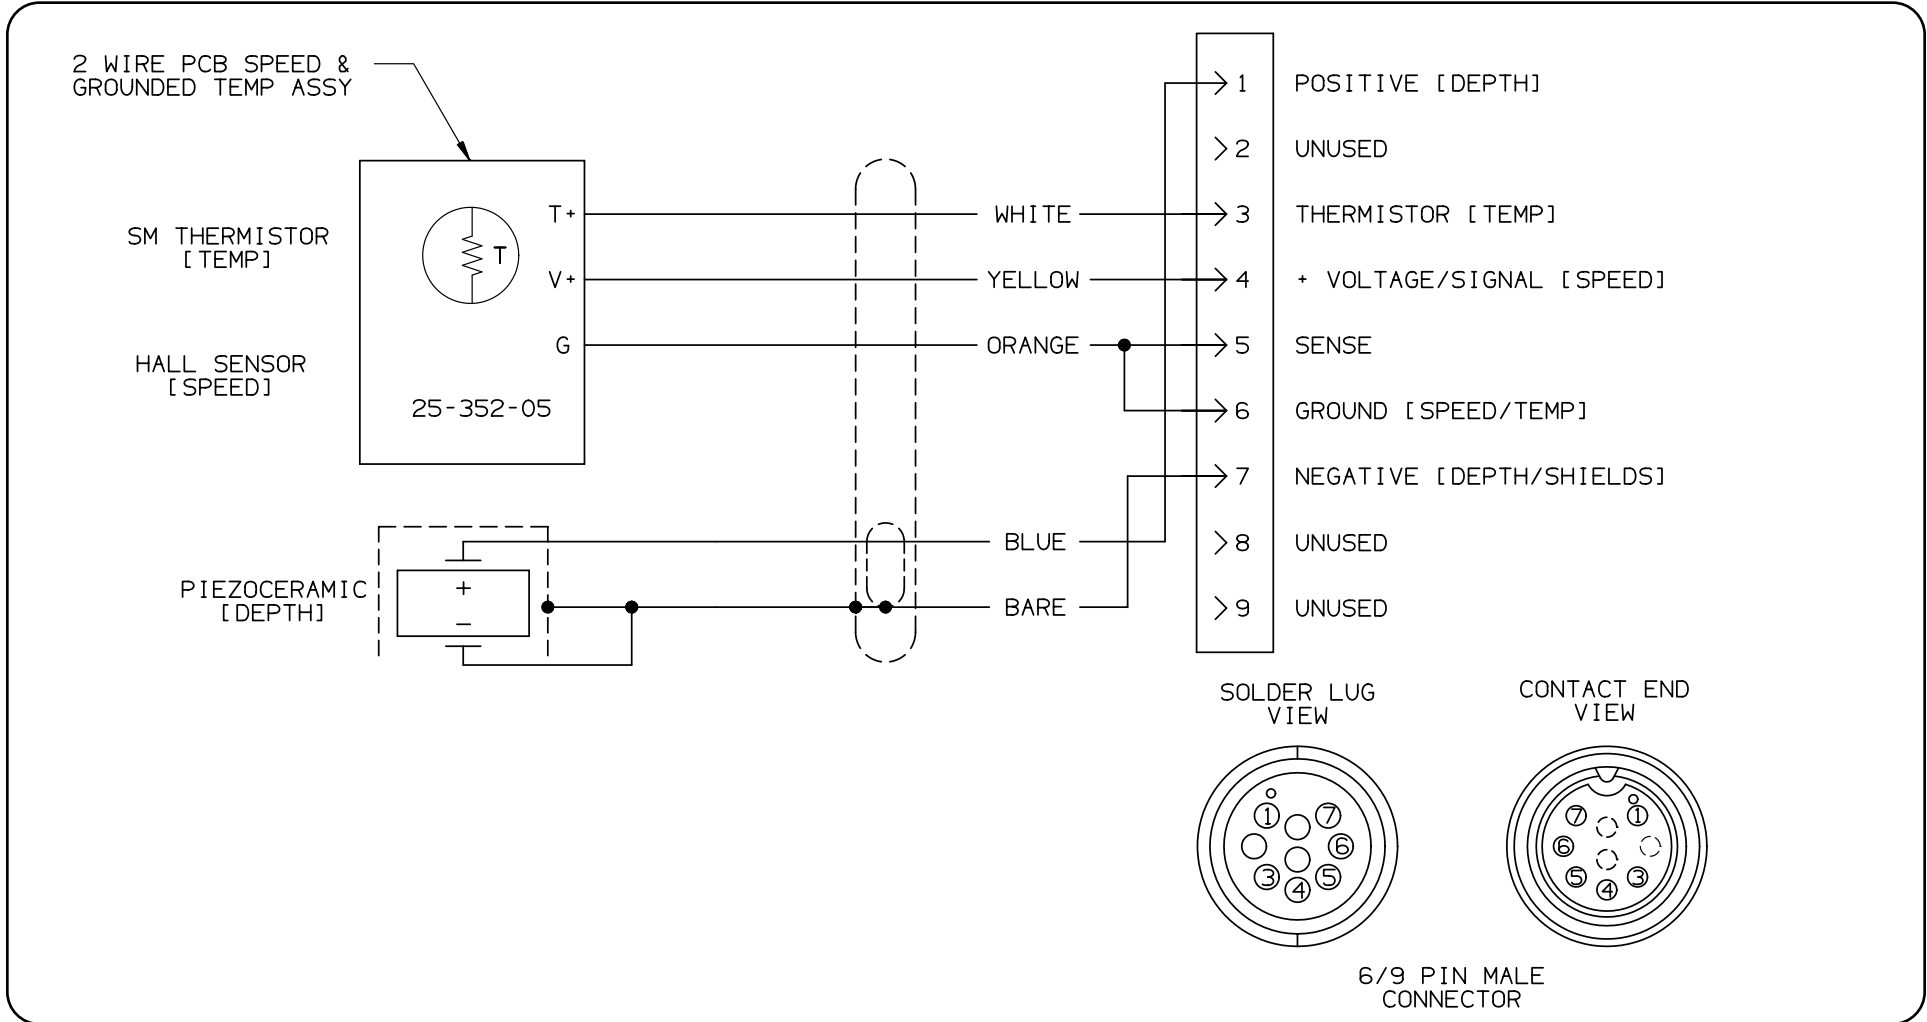 2 WIRE PCB SPEED &
GROUNDED TEMP ASSY
SM THERMISTOR
[TEMP]
HALL SENSOR
[SPEED]
T
T+
V+
G
25-352-05
PIEZOCERAMIC
[DEPTH]
+
−
WHITE
YELLOW
ORANGE
BLUE
BARE
1 POSITIVE [DEPTH]
2 UNUSED
3 THERMISTOR [TEMP]
4 + VOLTAGE/SIGNAL [SPEED]
5 SENSE
6 GROUND [SPEED/TEMP]
7 NEGATIVE [DEPTH/SHIELDS]
8 UNUSED
9 UNUSED
SOLDER LUG
VIEW
1 7
6
3 5
4
CONTACT END
VIEW
7 1
6
5 3
4
6/9 PIN MALE
CONNECTOR